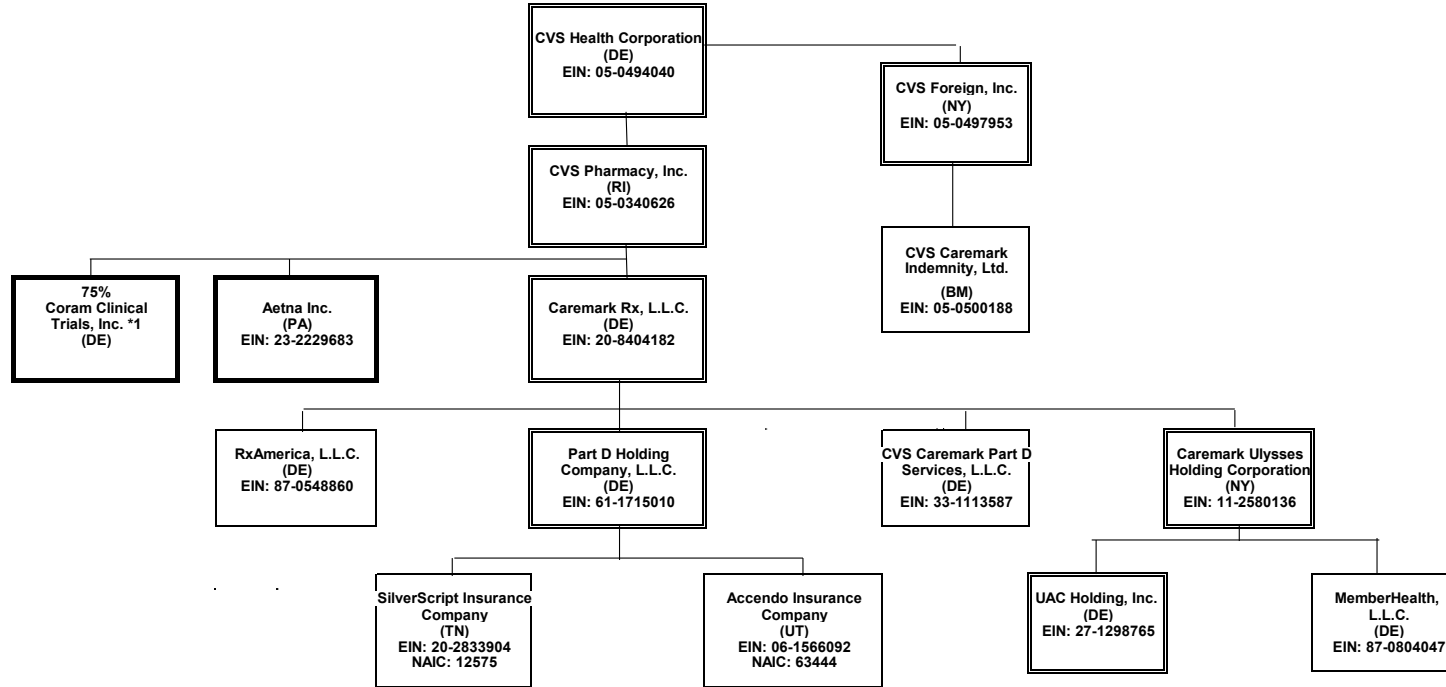 CVS Health Corporation
(DE)
EIN: 05-0494040
CVS Foreign, Inc.
(NY)
EIN: 05-0497953
CVS Pharmacy, Inc.
(RI)
EIN: 05-0340626
CVS Caremark
Indemnity, Ltd.
(BM)
EIN: 05-0500188
75%
Coram Clinical
Trials, Inc. *1
(DE)
Aetna Inc.
(PA)
EIN: 23-2229683
Caremark Rx, L.L.C.
(DE)
EIN: 20-8404182
RxAmerica, L.L.C.
(DE)
EIN: 87-0548860
Part D Holding
Company, L.L.C.
(DE)
EIN: 61-1715010
CVS Caremark Part D
Services, L.L.C.
(DE)
EIN: 33-1113587
Caremark Ulysses
Holding Corporation
(NY)
EIN: 11-2580136
SilverScript Insurance
Company
(TN)
EIN: 20-2833904
NAIC: 12575
Accendo Insurance
Company
(UT)
EIN: 06-1566092
NAIC: 63444
UAC Holding, Inc.
(DE)
EIN: 27-1298765
MemberHealth,
L.L.C.
(DE)
EIN: 87-0804047